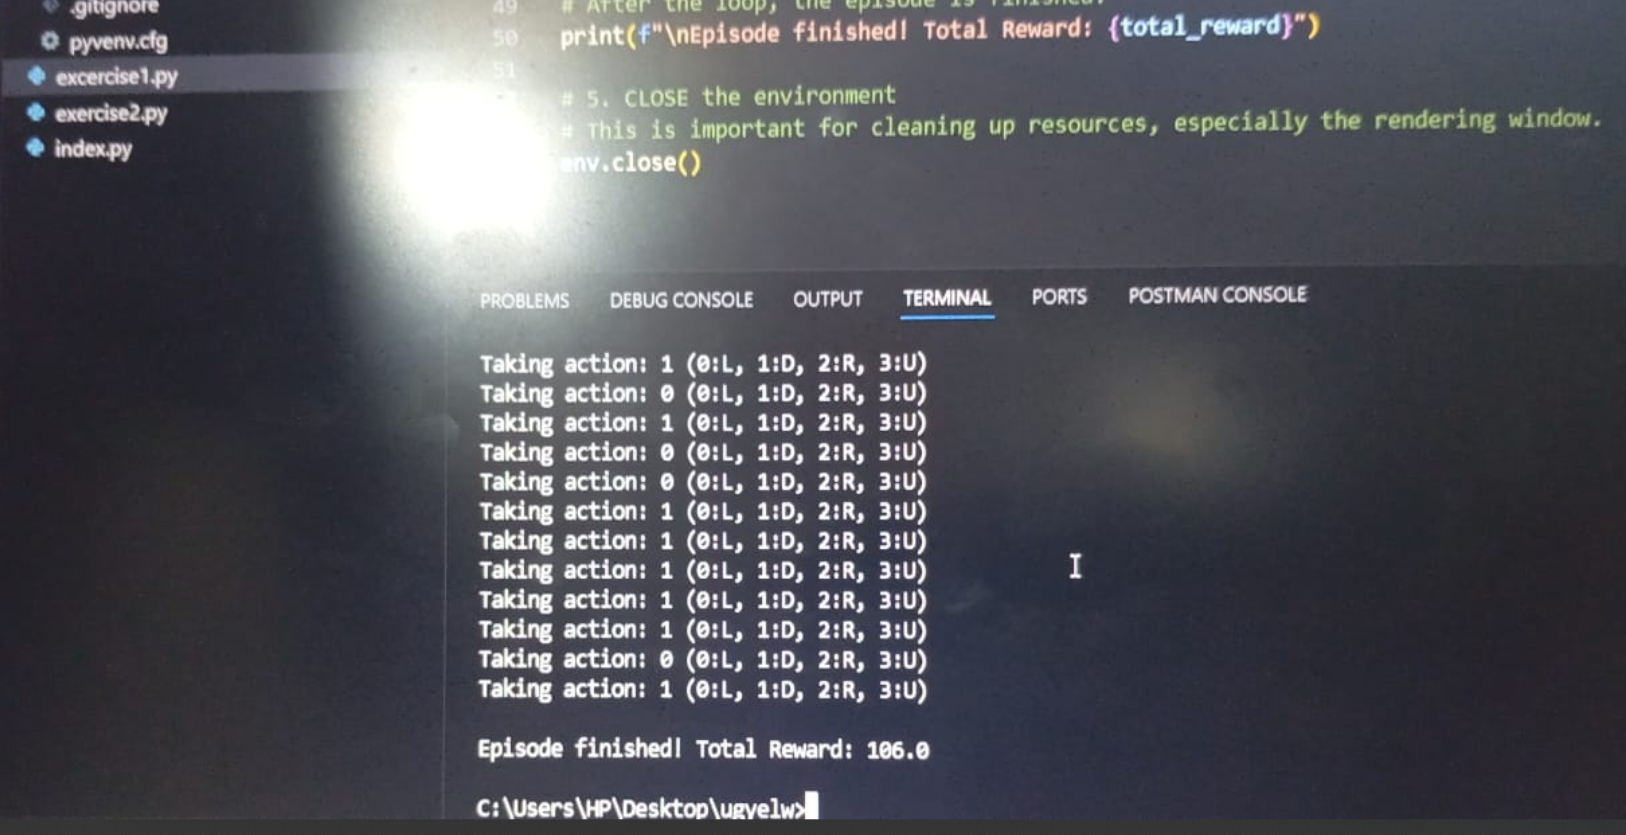 .gitignore
pyvenv.cfg
excercise1.py
exercise2.py
index.py
49 # After the loop, the episode is finished.
50 print(f"\nEpisode finished! Total Reward: {total_reward}")
51
# 5. CLOSE the environment
# This is important for cleaning up resources, especially the rendering window.
env.close()
PROBLEMS DEBUG CONSOLE OUTPUT TERMINAL PORTS POSTMAN CONSOLE
Taking action: 1 (0:L, 1:D, 2:R, 3:U)
Taking action: 0 (0:L, 1:D, 2:R, 3:U)
Taking action: 1 (0:L, 1:D, 2:R, 3:U)
Taking action: 0 (0:L, 1:D, 2:R, 3:U)
Taking action: 0 (0:L, 1:D, 2:R, 3:U)
Taking action: 1 (0:L, 1:D, 2:R, 3:U)
Taking action: 1 (0:L, 1:D, 2:R, 3:U)
Taking action: 1 (0:L, 1:D, 2:R, 3:U)
Taking action: 1 (0:L, 1:D, 2:R, 3:U)
Taking action: 1 (0:L, 1:D, 2:R, 3:U)
Taking action: 0 (0:L, 1:D, 2:R, 3:U)
Taking action: 1 (0:L, 1:D, 2:R, 3:U)
Episode finished! Total Reward: 106.0
C:\Users\HP\Desktop\ugyelw>